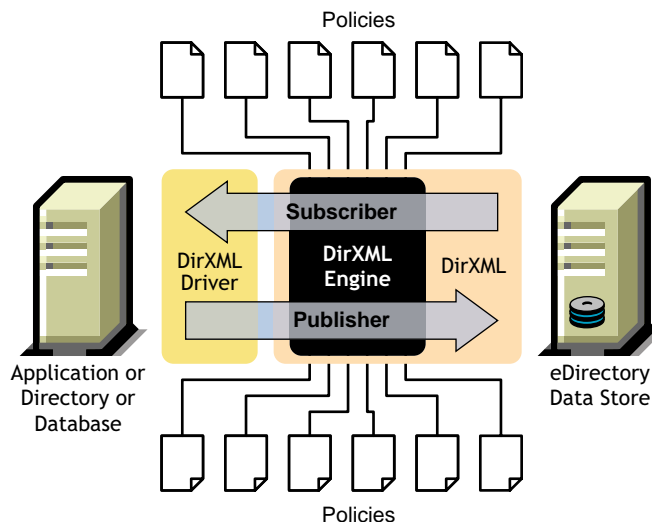 Policies
Subscriber
DirXML
Driver
DirXML
Engine
DirXML
Publisher
Application or
Directory or
Database
eDirectory
Data Store
Policies